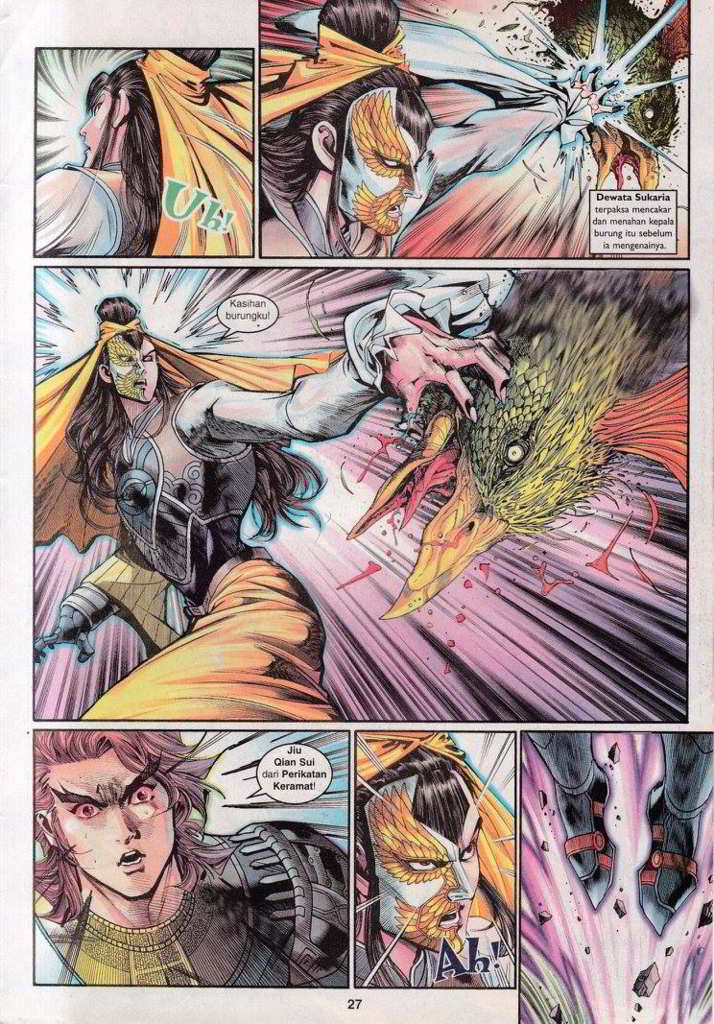 Uh!
Dewata Sukaria
terpaksa mencakar
dan menahan kepala
burung itu sebelum
ia mengenainya.
Kasihan
burungku!
Jiu
Qian Sui
dari Perikatan
Keramat!
Ah!
27